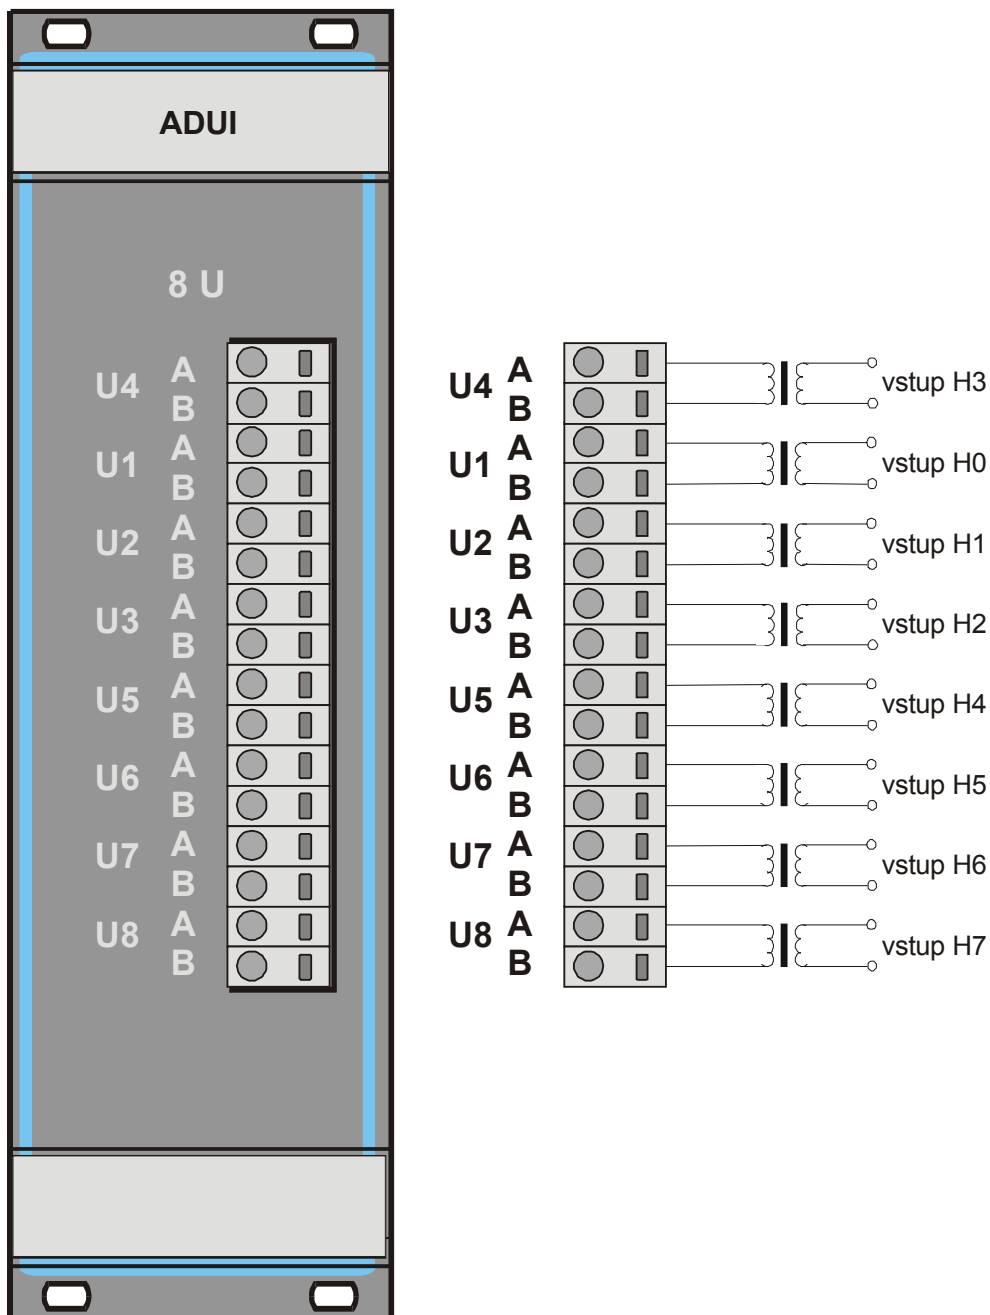 ADUI
8 U
U4 A
B
U1 A
B
U2 A
B
U3 A
B
U5 A
B
U6 A
B
U7 A
B
U8 A
B
U4 A
B
vstup H3
U1 A
B
vstup H0
U2 A
B
vstup H1
U3 A
B
vstup H2
U5 A
B
vstup H4
U6 A
B
vstup H5
U7 A
B
vstup H6
U8 A
B
vstup H7